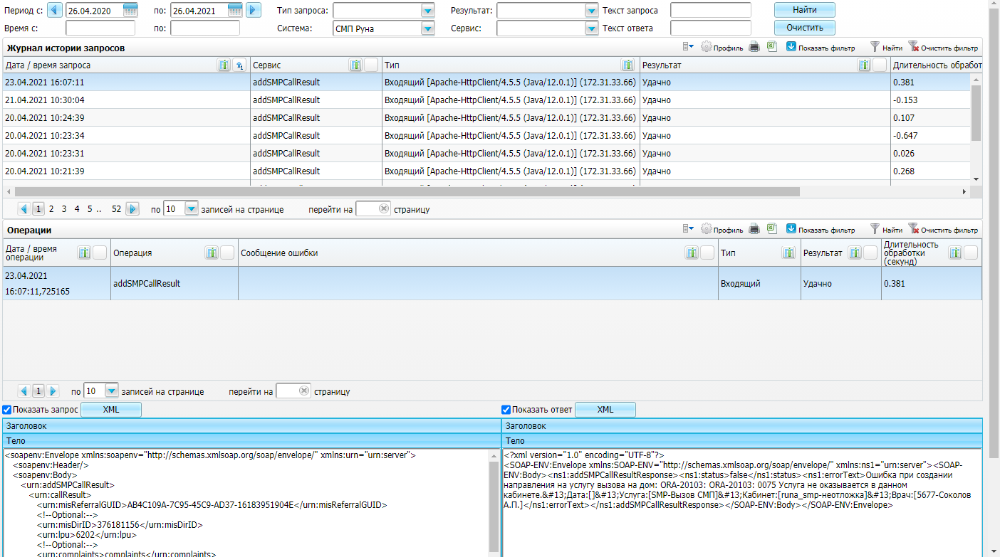 Период с: 26.04.2020 по: 26.04.2021 Тип запроса: Результат: Текст запроса Найти
Время с: по: Система: СМП Руна Сервис: Текст ответа Очистить
Журнал истории запросов Профиль Показать фильтр Найти Очистить фильтр
Дата / время запроса Сервис Тип Результат Длительность обработ
23.04.2021 16:07:11 addSMPCallResult Входящий [Apache-HttpClient/4.5.5 (Java/12.0.1)] (172.31.33.66) Удачно 0.381
21.04.2021 10:30:04 addSMPCallResult Входящий [Apache-HttpClient/4.5.5 (Java/12.0.1)] (172.31.33.66) Удачно -0.153
20.04.2021 10:24:39 addSMPCallResult Входящий [Apache-HttpClient/4.5.5 (Java/12.0.1)] (172.31.33.66) Удачно 0.107
20.04.2021 10:23:34 addSMPCallResult Входящий [Apache-HttpClient/4.5.5 (Java/12.0.1)] (172.31.33.66) Удачно -0.647
20.04.2021 10:23:31 addSMPCallResult Входящий [Apache-HttpClient/4.5.5 (Java/12.0.1)] (172.31.33.66) Удачно 0.026
20.04.2021 10:21:39 addSMPCallResult Входящий [Apache-HttpClient/4.5.5 (Java/12.0.1)] (172.31.33.66) Удачно 0.268
1 2 3 4 5 .. 52 по 10 записей на странице перейти на страницу
Операции Профиль Показать фильтр Найти Очистить фильтр
Дата / время операции Операция Сообщение ошибки Тип Результат Длительность обработки (секунд)
23.04.2021 16:07:11,725165 addSMPCallResult Входящий Удачно 0.381
1 по 10 записей на странице перейти на страницу
Показать запрос XML Показать ответ XML
Заголовок Заголовок
Тело Тело
<soapenv:Envelope xmlns:soapenv="http://schemas.xmlsoap.org/soap/envelope/" xmlns:urn="urn:server">
<soapenv:Header/>
<soapenv:Body>
<urn:addSMPCallResult>
<urn:callResult>
<urn:misReferralGUID>AB4C109A-7C95-45C9-AD37-16183951904E</urn:misReferralGUID>
<!--Optional:-->
<urn:misDirID>376181156</urn:misDirID>
<urn:lpu>6202</urn:lpu>
<!--Optional:-->
<urn:complaints>complaints</urn:complaints>
<?xml version="1.0" encoding="UTF-8"?>
<SOAP-ENV:Envelope xmlns:SOAP-ENV="http://schemas.xmlsoap.org/soap/envelope/" xmlns:ns1="urn:server"><SOAP-
ENV:Body><ns1:addSMPCallResultResponse><ns1:status>false</ns1:status><ns1:errorText>Ошибка при создании
направления на услугу вызова на дом: ORA-20103: ORA-20103: 0075 Услуга не оказывается в данном
кабинете.&#13;Дата:[]&#13;Услуга:[SMP-Вызов СМП]&#13;Кабинет:[runa_smp-неотложка]&#13;Врач:[5677-Соколов
А.П.]</ns1:errorText></ns1:addSMPCallResultResponse></SOAP-ENV:Body></SOAP-ENV:Envelope>